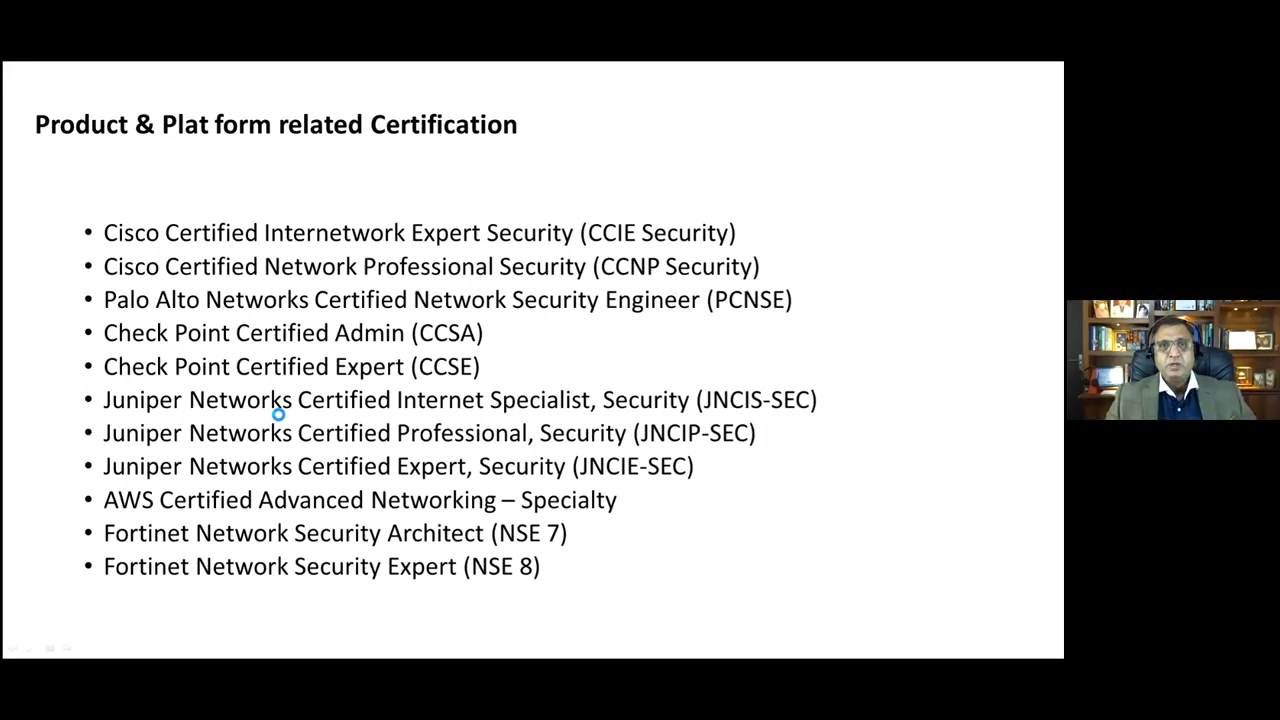 Product & Plat form related Certification
• Cisco Certified Internetwork Expert Security (CCIE Security)
• Cisco Certified Network Professional Security (CCNP Security)
• Palo Alto Networks Certified Network Security Engineer (PCNSE)
• Check Point Certified Admin (CCSA)
• Check Point Certified Expert (CCSE)
• Juniper Networks Certified Internet Specialist, Security (JNCIS-SEC)
• Juniper Networks Certified Professional, Security (JNCIP-SEC)
• Juniper Networks Certified Expert, Security (JNCIE-SEC)
• AWS Certified Advanced Networking – Specialty
• Fortinet Network Security Architect (NSE 7)
• Fortinet Network Security Expert (NSE 8)